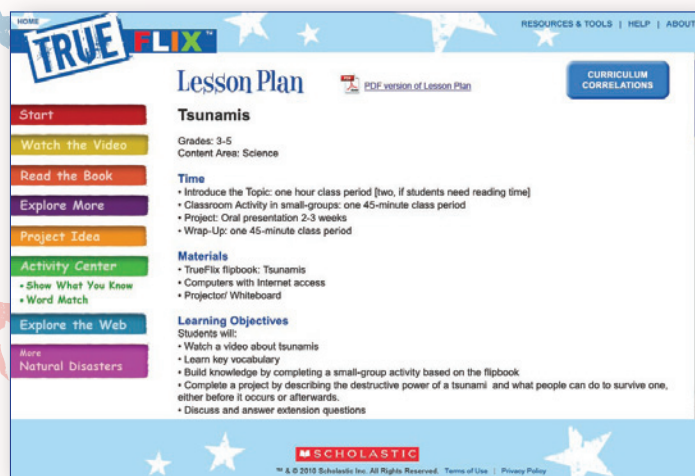 HOME
RESOURCES & TOOLS | HELP | ABOUT
TRUE FLIX™
Lesson Plan
PDF version of Lesson Plan
CURRICULUM
CORRELATIONS
Start
Watch the Video
Read the Book
Explore More
Project Idea
Activity Center
• Show What You Know
• Word Match
Explore the Web
More
Natural Disasters
Tsunamis
Grades: 3-5
Content Area: Science
Time
• Introduce the Topic: one hour class period [two, if students need reading time]
• Classroom Activity in small-groups: one 45-minute class period
• Project: Oral presentation 2-3 weeks
• Wrap-Up: one 45-minute class period
Materials
• TrueFlix flipbook: Tsunamis
• Computers with Internet access
• Projector/ Whiteboard
Learning Objectives
Students will:
• Watch a video about tsunamis
• Learn key vocabulary
• Build knowledge by completing a small-group activity based on the flipbook
• Complete a project by describing the destructive power of a tsunami and what people can do to survive one,
either before it occurs or afterwards.
• Discuss and answer extension questions
SCHOLASTIC
™ & © 2010 Scholastic Inc. All Rights Reserved. Terms of Use | Privacy Policy